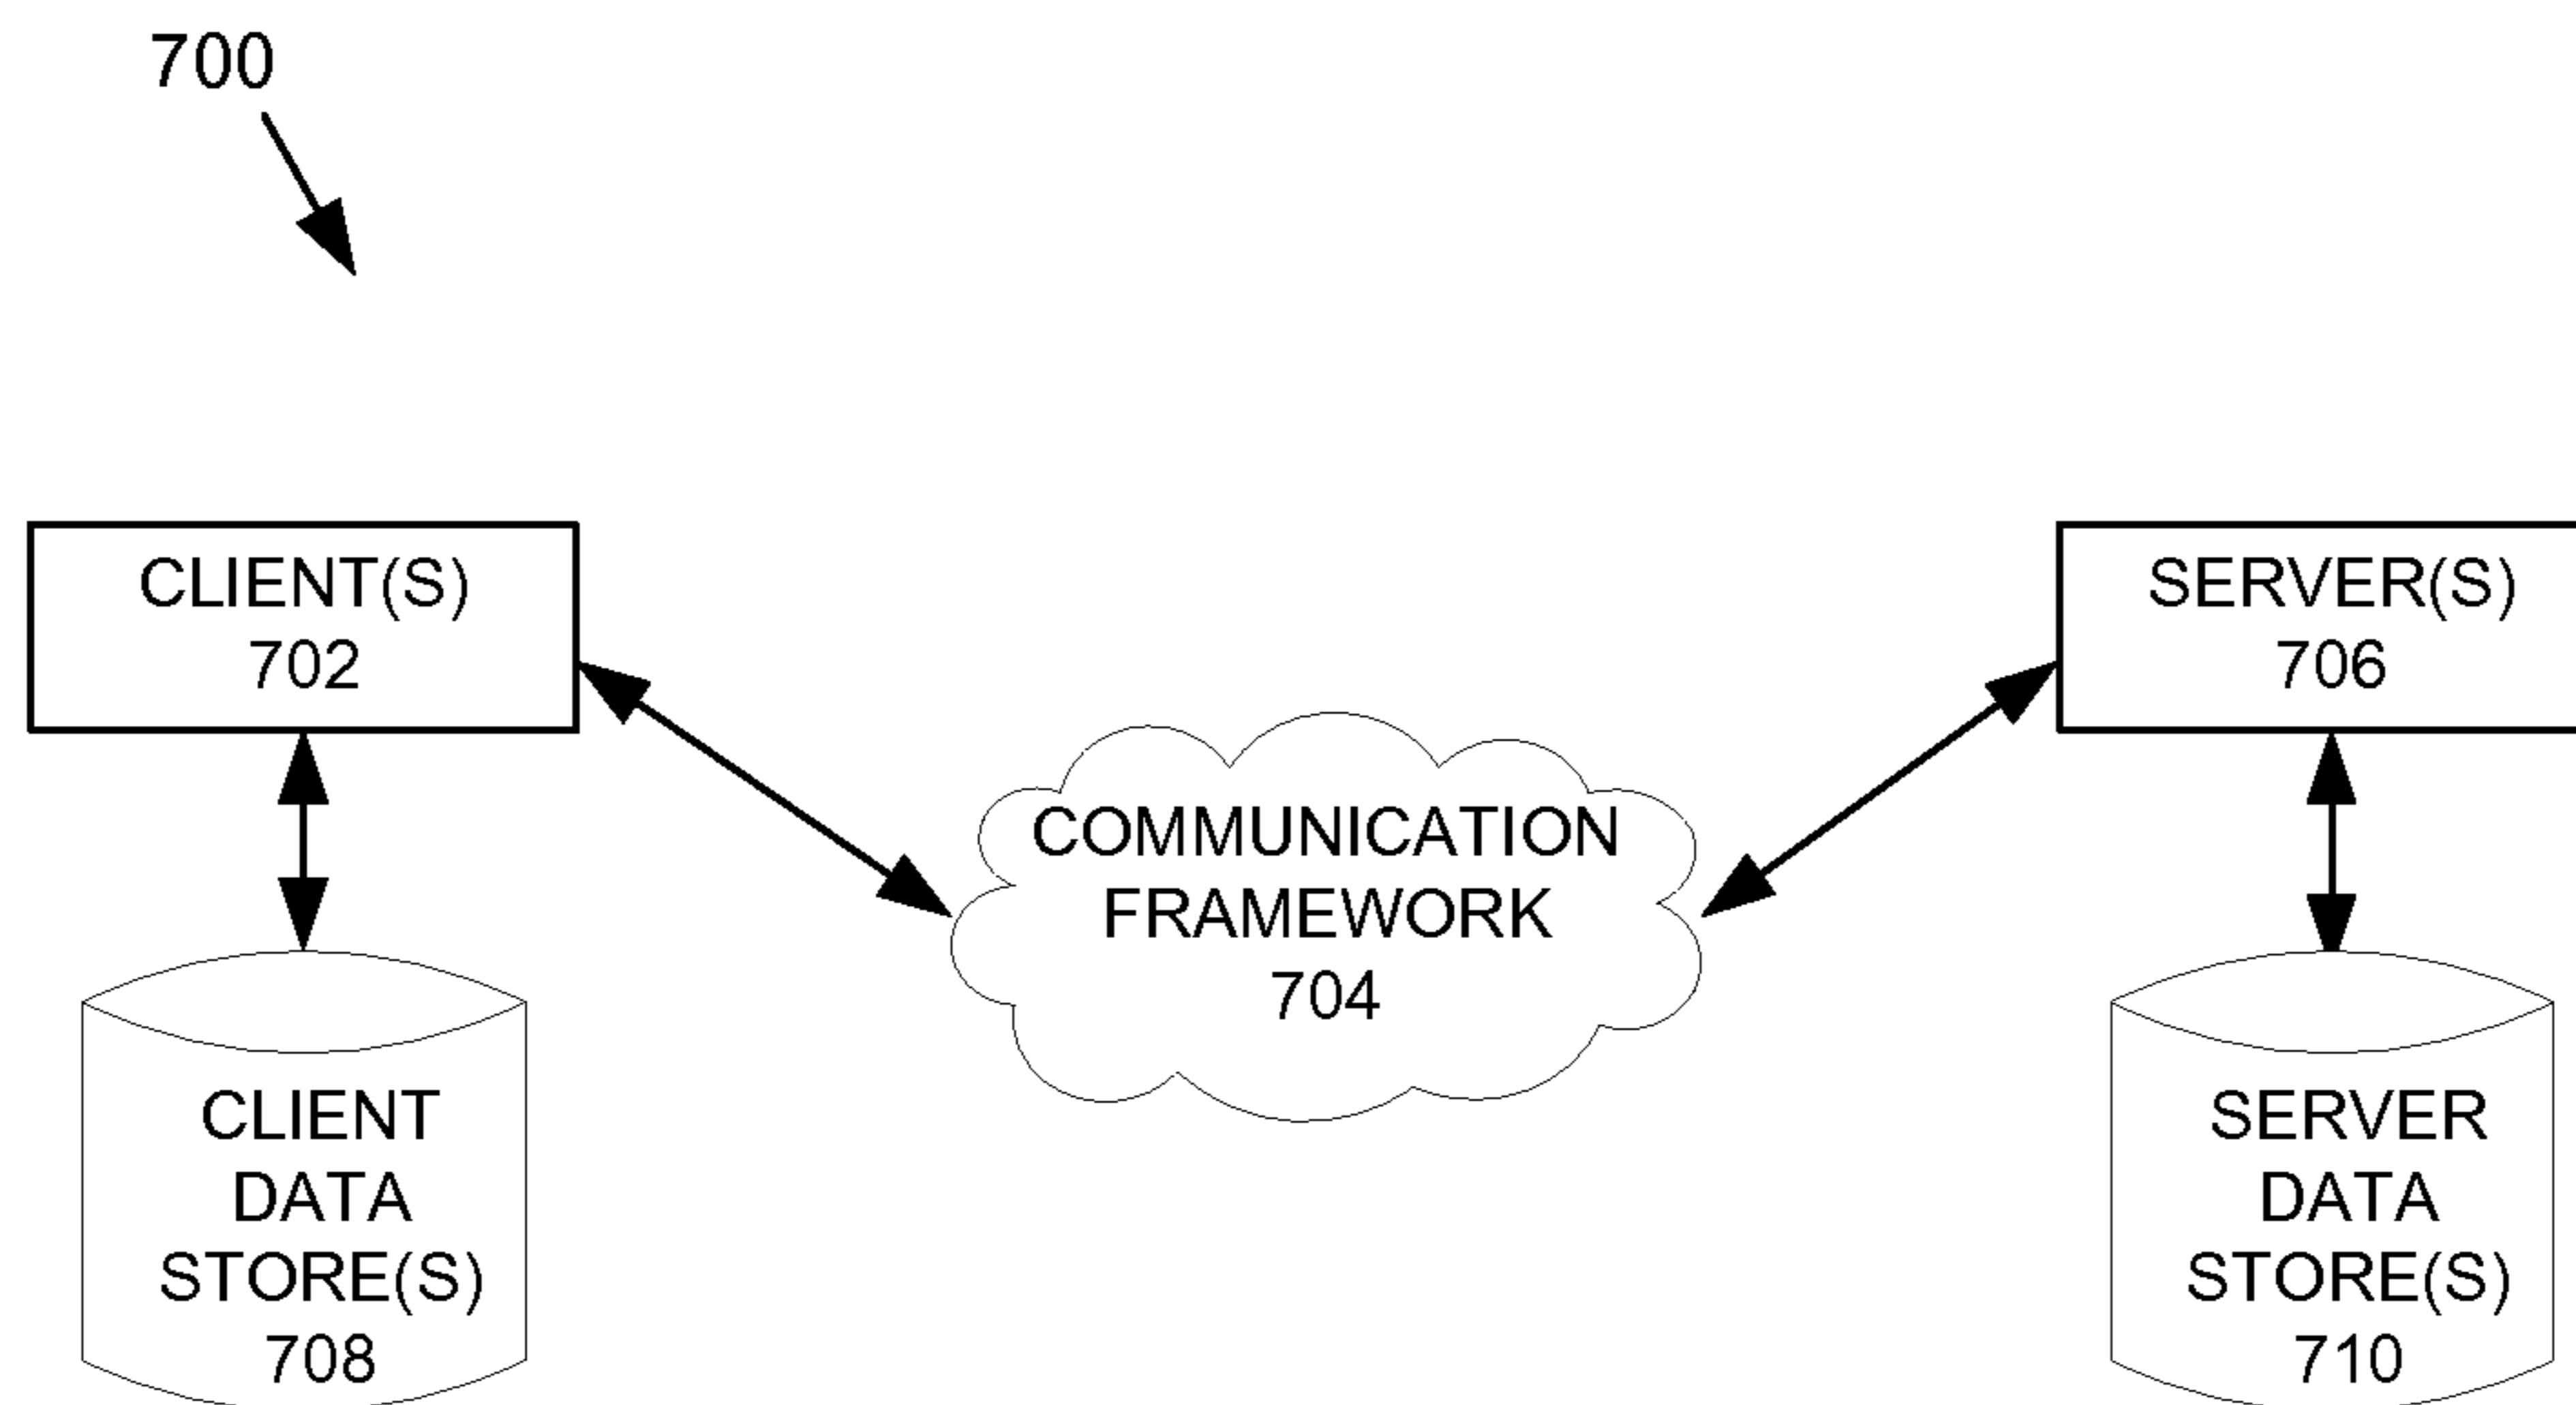 700
CLIENT(S)
702
SERVER(S)
706
COMMUNICATION
FRAMEWORK
704
CLIENT
DATA
STORE(S)
708
SERVER
DATA
STORE(S)
710